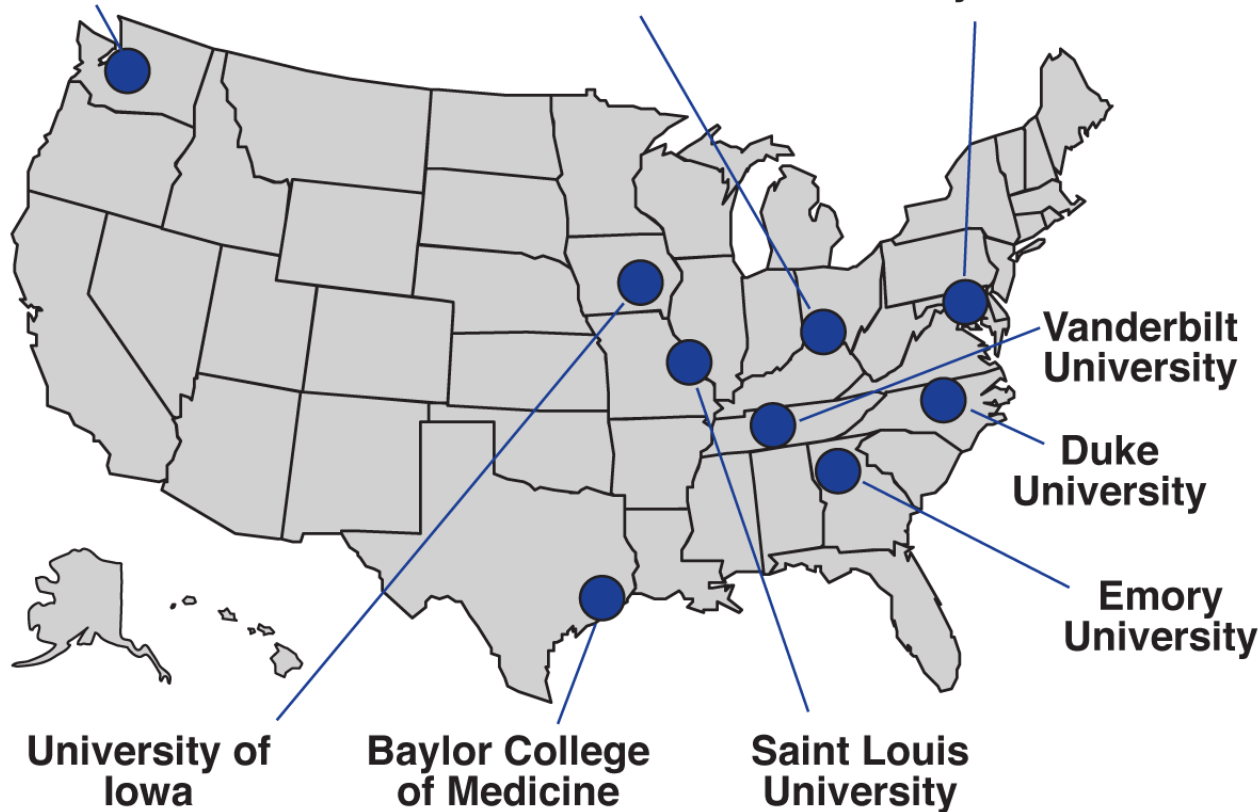 Vanderbilt
University
Duke
University
Emory
University
University of
Iowa
Baylor College
of Medicine
Saint Louis
University